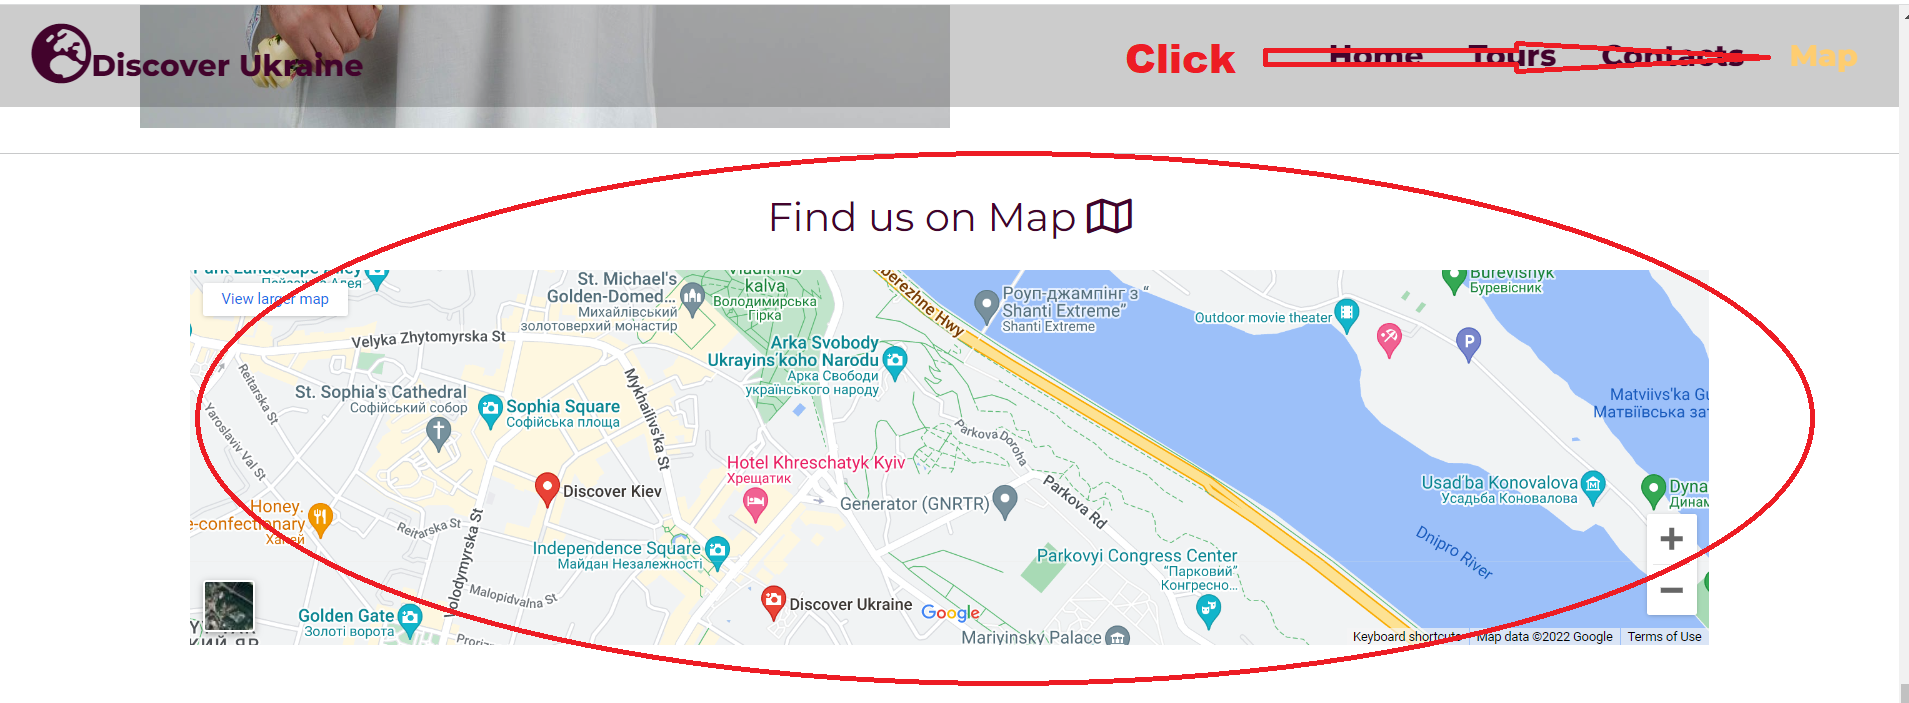 Discover Ukraine
Click
Home Tours Contacts Map
Find us on Map
View larger map
Park Landscape Alley
Пейзажна Алея
St. Michael's
Golden-Domed...
Михайлівський
золотоверхий монастир
kalva
Володимирська
Гірка
berezhne Hwy
Роуп-джампінг з “
Shanti Extreme”
Shanti Extreme
Outdoor movie theater
Burevisnyk
Буревісник
P
Velyka Zhytomyrska St
Arka Svobody
Ukrayins'koho Narodu
Арка Свободи
українського народу
Mykhailivs'ka St
Reitarska St
Yaroslaviv Val St
St. Sophia's Cathedral
Софійський собор
Sophia Square
Софійська площа
Matviivs'ka Gu
Матвіївська зат
Parkova Doroha
Hotel Khreschatyk Kyiv
Хрещатик
Discover Kiev
Generator (GNRTR)
Parkova Rd
Usad'ba Konovalova
Усадьба Коновалова
Dyna
Динам
Honey.
e-confectionary
Reitarska St
Volodymyrska St
Independence Square
Майдан Незалежності
Parkovyi Congress Center
“Парковий”
Конгресно...
Dnipro River
Malopidvalna St
Golden Gate
Золоті ворота
Discover Ukraine
Google
Mariyinsky Palace
Keyboard shortcuts
Map data ©2022 Google
Terms of Use